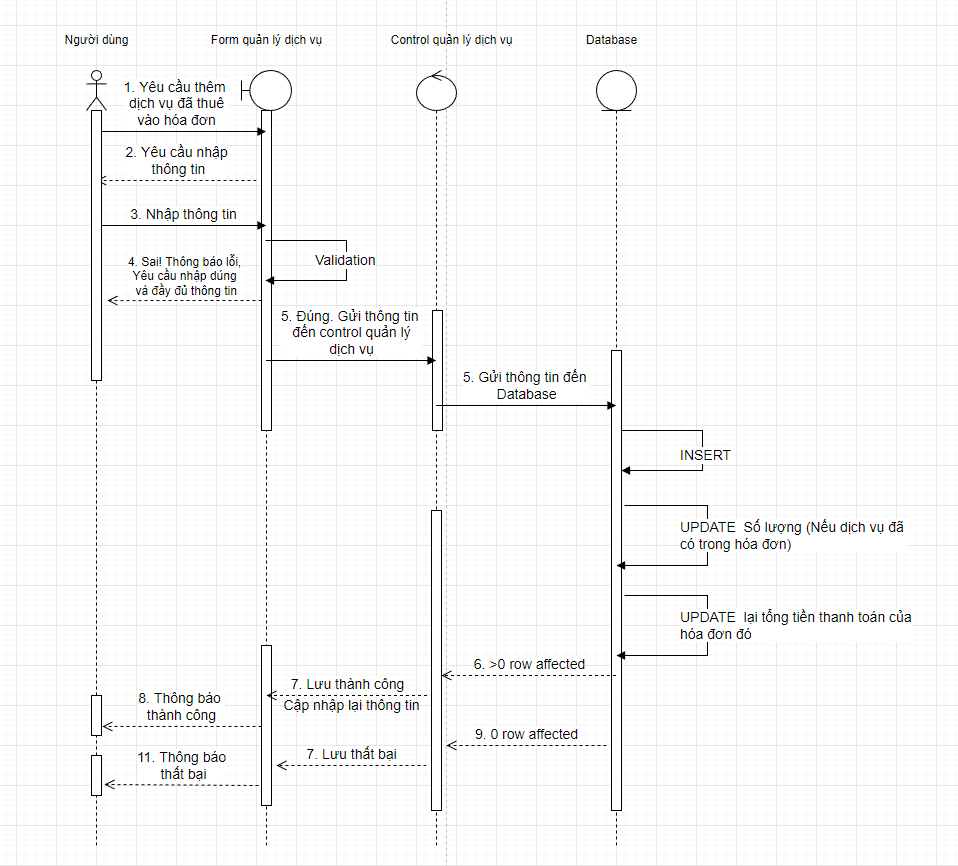 Người dùng
Form quản lý dịch vụ
Control quản lý dịch vụ
Database
1. Yêu cầu thêm
dịch vụ đã thuê
vào hóa đơn
2. Yêu cầu nhập
thông tin
3. Nhập thông tin
Validation
4. Sai! Thông báo lỗi,
Yêu cầu nhập dúng
và đầy đủ thông tin
5. Đúng. Gửi thông tin
đến control quản lý
dịch vụ
5. Gửi thông tin đến
Database
INSERT
UPDATE Số lượng (Nếu dịch vụ đã
có trong hóa đơn)
UPDATE lại tổng tiền thanh toán của
hóa đơn đó
6. >0 row affected
7. Lưu thành công
Cập nhập lại thông tin
8. Thông báo
thành công
9. 0 row affected
7. Lưu thất bại
11. Thông báo
thất bại